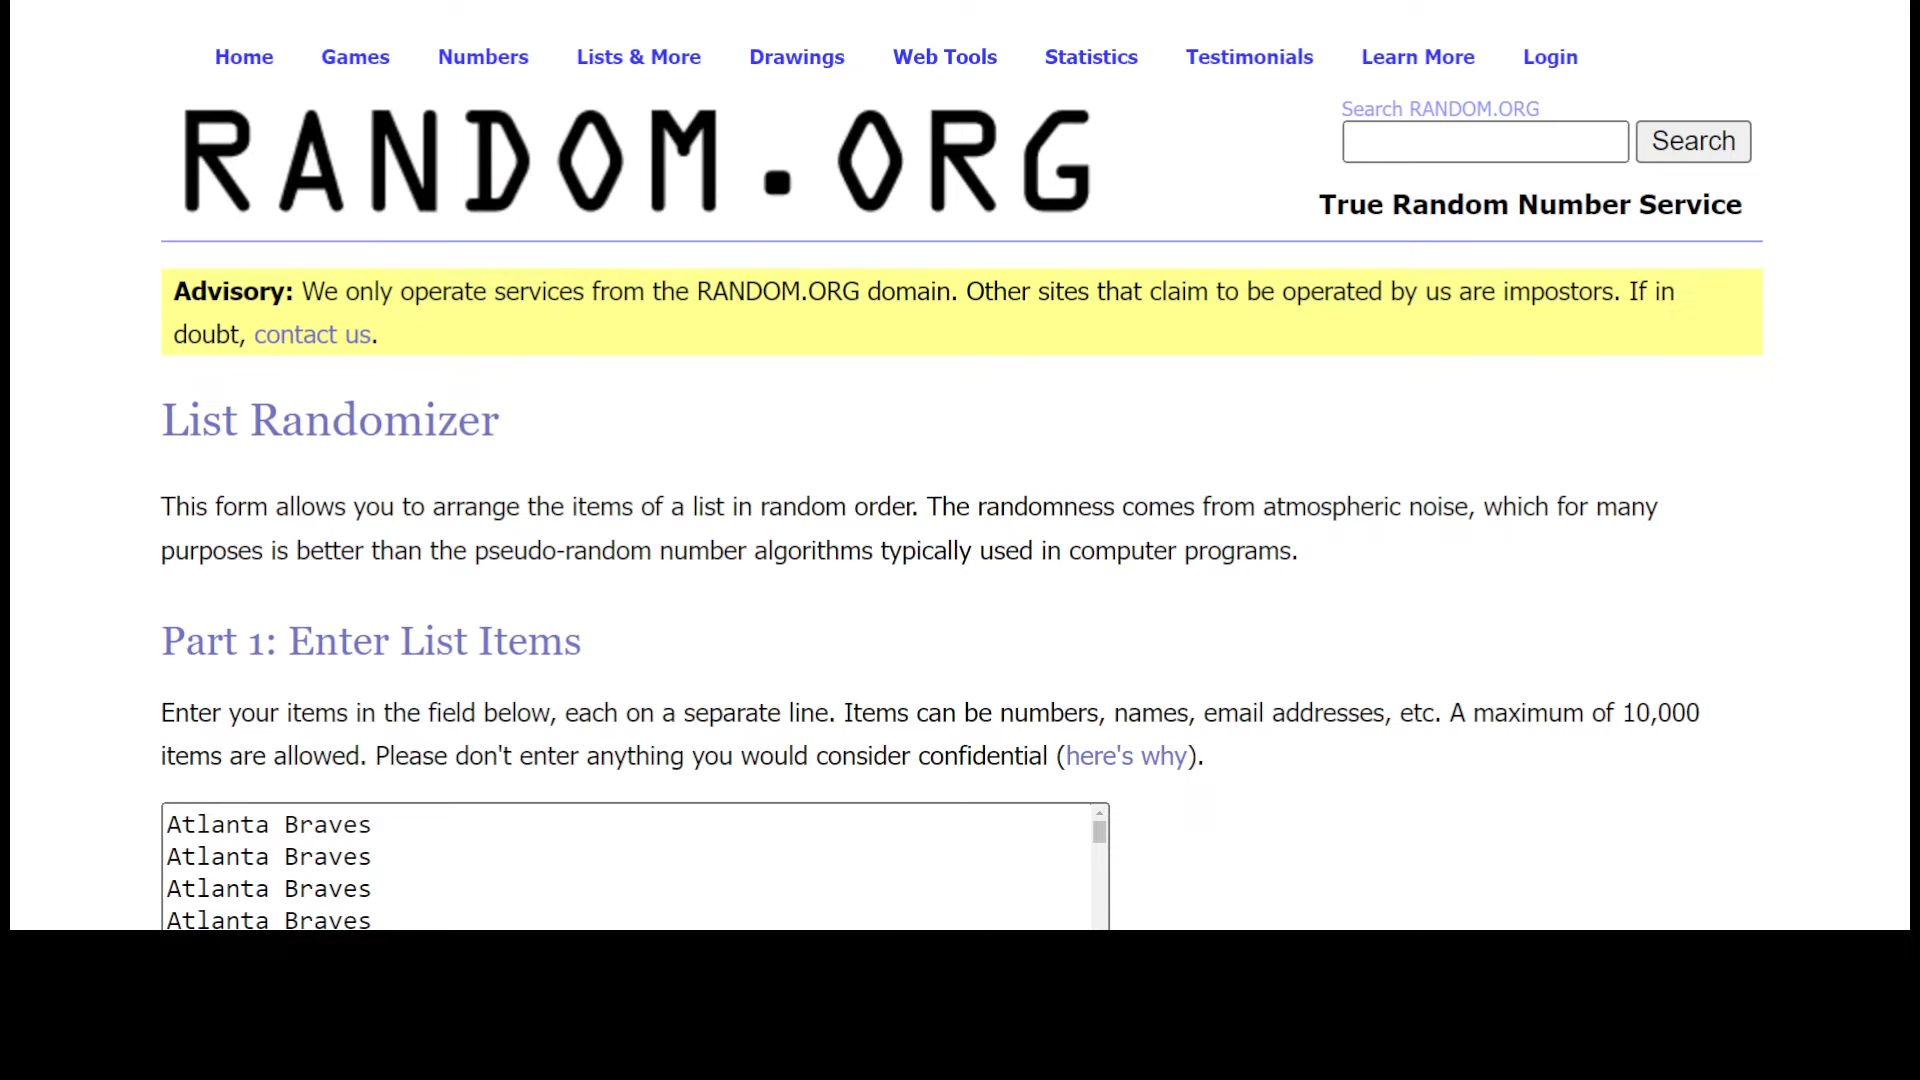 Home Games Numbers Lists & More Drawings Web Tools Statistics Testimonials Learn More Login
RANDOM.ORG
Search RANDOM.ORG
Search
True Random Number Service
Advisory: We only operate services from the RANDOM.ORG domain. Other sites that claim to be operated by us are impostors. If in
doubt, contact us.
List Randomizer
This form allows you to arrange the items of a list in random order. The randomness comes from atmospheric noise, which for many
purposes is better than the pseudo-random number algorithms typically used in computer programs.
Part 1: Enter List Items
Enter your items in the field below, each on a separate line. Items can be numbers, names, email addresses, etc. A maximum of 10,000
items are allowed. Please don't enter anything you would consider confidential (here's why).
Atlanta Braves
Atlanta Braves
Atlanta Braves
Atlanta Braves